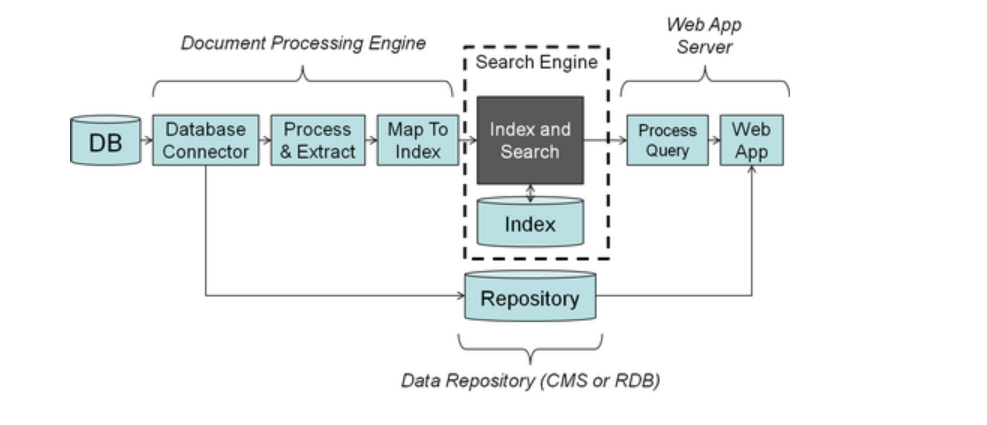 Web App
Server
Document Processing Engine
Search Engine
DB
Database
Connector
Process
& Extract
Map To
Index
Index and
Search
Process
Query
Web
App
Index
Repository
Data Repository (CMS or RDB)